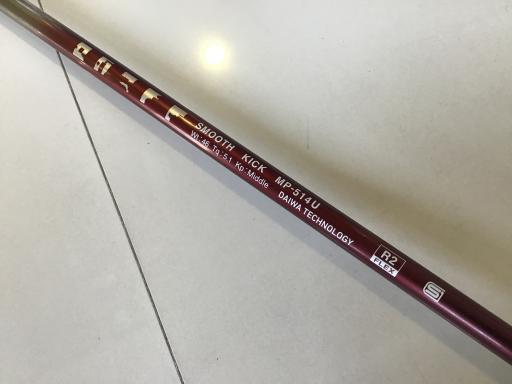 SMOOTH KICK MP-514U
Wt:46 Tq:5.1 Kp:Middle
DAIWA TECHNOLOGY
R2
FLEX
S